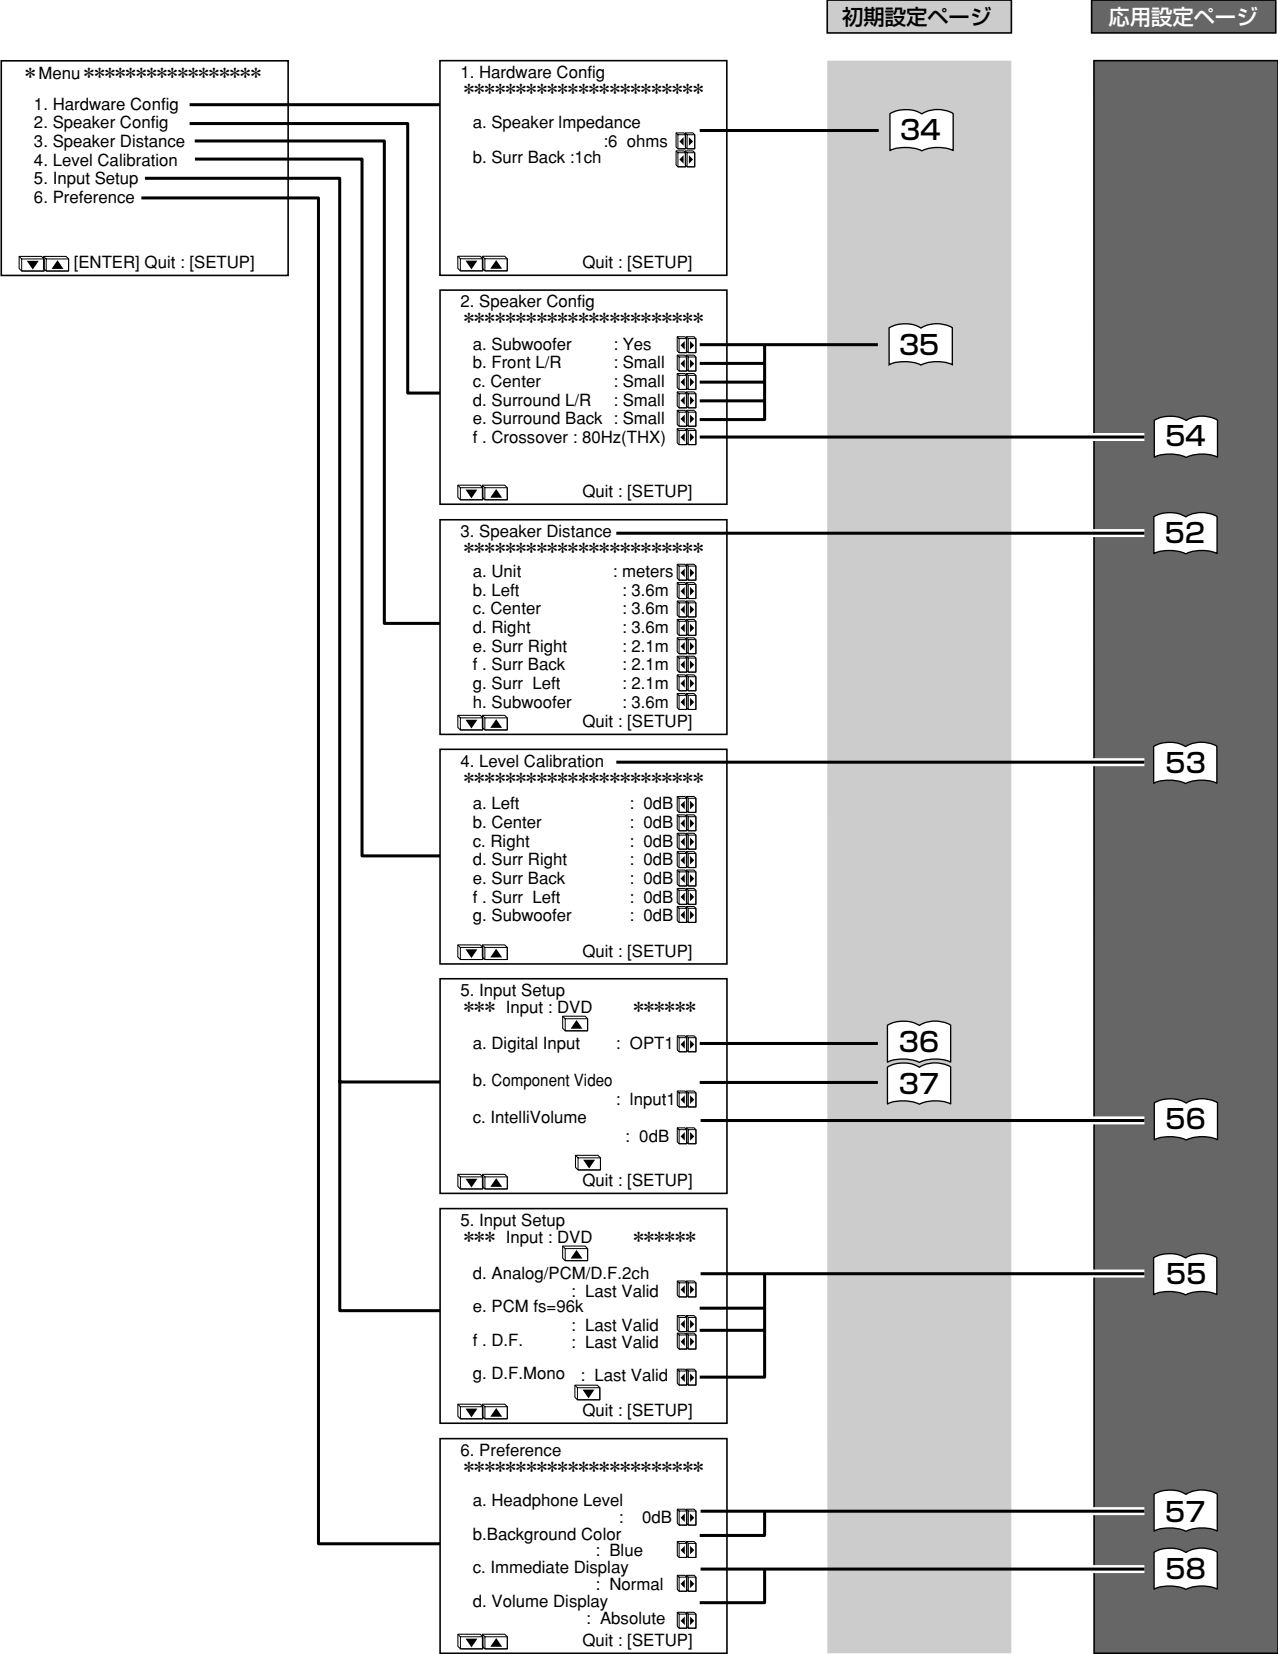 初期設定ページ
応用設定ページ
*Menu*****************
1. Hardware Config
2. Speaker Config
3. Speaker Distance
4. Level Calibration
5. Input Setup
6. Preference
[ENTER] Quit : [SETUP]
1. Hardware Config
***********************
a. Speaker Impedance
:6 ohms
b. Surr Back :1ch
Quit : [SETUP]
34
2. Speaker Config
***********************
a. Subwoofer : Yes
b. Front L/R : Small
c. Center : Small
d. Surround L/R : Small
e. Surround Back : Small
f . Crossover : 80Hz(THX)
Quit : [SETUP]
35
54
3. Speaker Distance
***********************
a. Unit : meters
b. Left : 3.6m
c. Center : 3.6m
d. Right : 3.6m
e. Surr Right : 2.1m
f . Surr Back : 2.1m
g. Surr Left : 2.1m
h. Subwoofer : 3.6m
Quit : [SETUP]
52
4. Level Calibration
***********************
a. Left : 0dB
b. Center : 0dB
c. Right : 0dB
d. Surr Right : 0dB
e. Surr Back : 0dB
f . Surr Left : 0dB
g. Subwoofer : 0dB
Quit : [SETUP]
53
5. Input Setup
*** Input : DVD ******
a. Digital Input : OPT1
b. Component Video
: Input1
c. IntelliVolume
: 0dB
Quit : [SETUP]
36
37
56
5. Input Setup
*** Input : DVD ******
d. Analog/PCM/D.F.2ch
: Last Valid
e. PCM fs=96k
: Last Valid
f . D.F. : Last Valid
g. D.F.Mono : Last Valid
Quit : [SETUP]
55
6. Preference
***********************
a. Headphone Level
: 0dB
b.Background Color
: Blue
c. Immediate Display
: Normal
d. Volume Display
: Absolute
Quit : [SETUP]
57
58